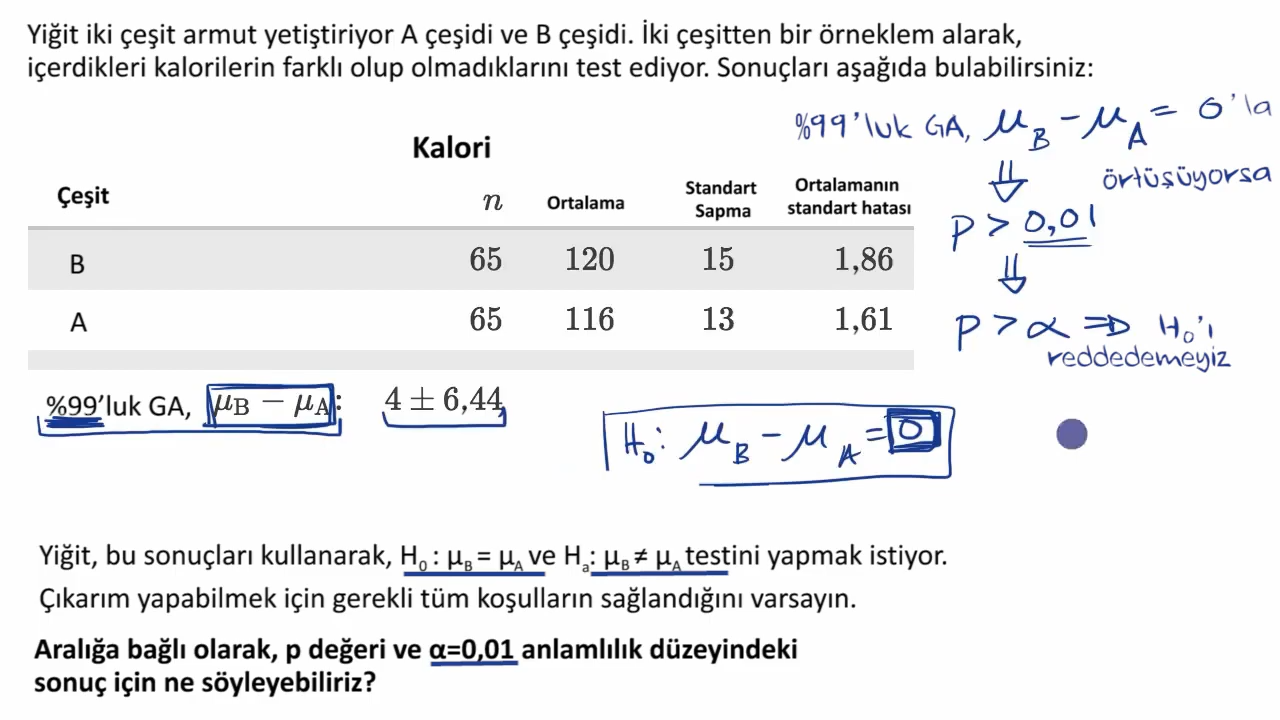 Yiğit iki çeşit armut yetiştiriyor A çeşidi ve B çeşidi. İki çeşitten bir örneklem alarak,
içerdikleri kalorilerin farklı olup olmadıklarını test ediyor. Sonuçları aşağıda bulabilirsiniz:
%99'luk GA, μB − μA = 0'la
örtüşüyorsa
⇓
P > 0,01
⇓
P > α ⇒ H₀'ı
reddedemeyiz
Kalori
Çeşit n Ortalama Standart Sapma Ortalamanın standart hatası
B 65 120 15 1,86
A 65 116 13 1,61
%99'luk GA, μB − μA: 4 ± 6,44
H₀: μB − μA = 0
Yiğit, bu sonuçları kullanarak, H₀ : μB = μA ve Hₐ: μB ≠ μA testini yapmak istiyor.
Çıkarım yapabilmek için gerekli tüm koşulların sağlandığını varsayın.
Aralığa bağlı olarak, p değeri ve α=0,01 anlamlılık düzeyindeki
sonuç için ne söyleyebiliriz?